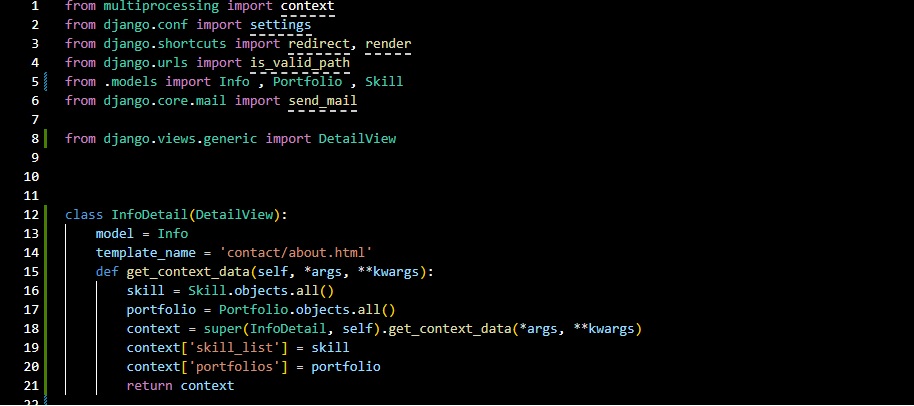 1 from multiprocessing import context
2 from django.conf import settings
3 from django.shortcuts import redirect, render
4 from django.urls import is_valid_path
5 from .models import Info , Portfolio , Skill
6 from django.core.mail import send_mail
7
8 from django.views.generic import DetailView
9
10
11
12 class InfoDetail(DetailView):
13     model = Info
14     template_name = 'contact/about.html'
15     def get_context_data(self, *args, **kwargs):
16         skill = Skill.objects.all()
17         portfolio = Portfolio.objects.all()
18         context = super(InfoDetail, self).get_context_data(*args, **kwargs)
19         context['skill_list'] = skill
20         context['portfolios'] = portfolio
21         return context
22